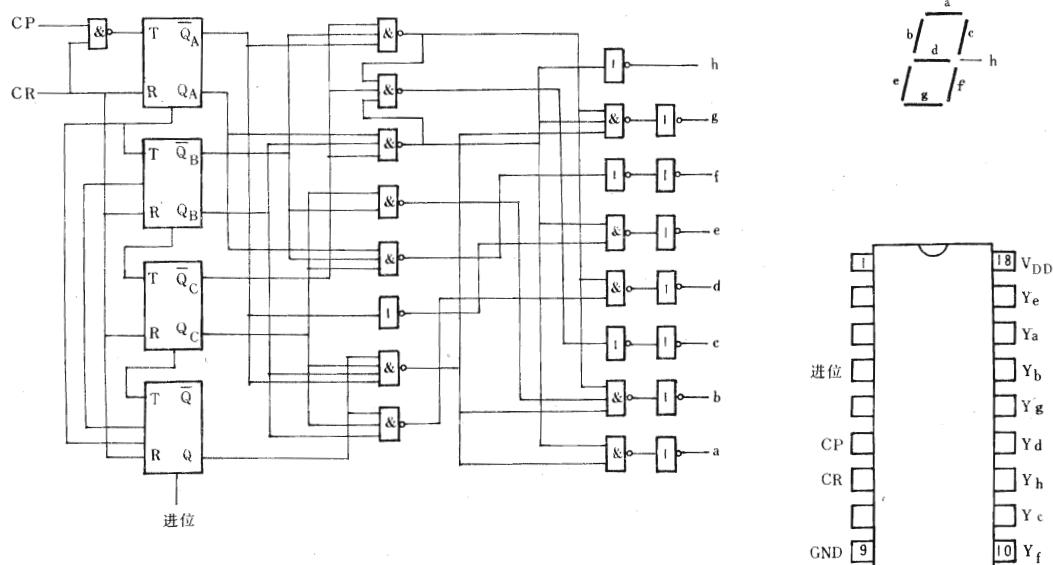 CP
CR
&
T Q̅A
R QA
T Q̅B
R QB
T Q̅C
R QC
T Q̅
R Q
进位
&
&
&
&
&
1
&
&
1 h
& 1 g
1 1 f
& 1 e
& 1 d
1 1 c
& 1 b
& 1 a
a
b c
d
h
e f
g
1 18 VDD
Ye
Ya
进位 Yb
Yg
CP Yd
CR Yh
Yc
GND 9 10 Yf